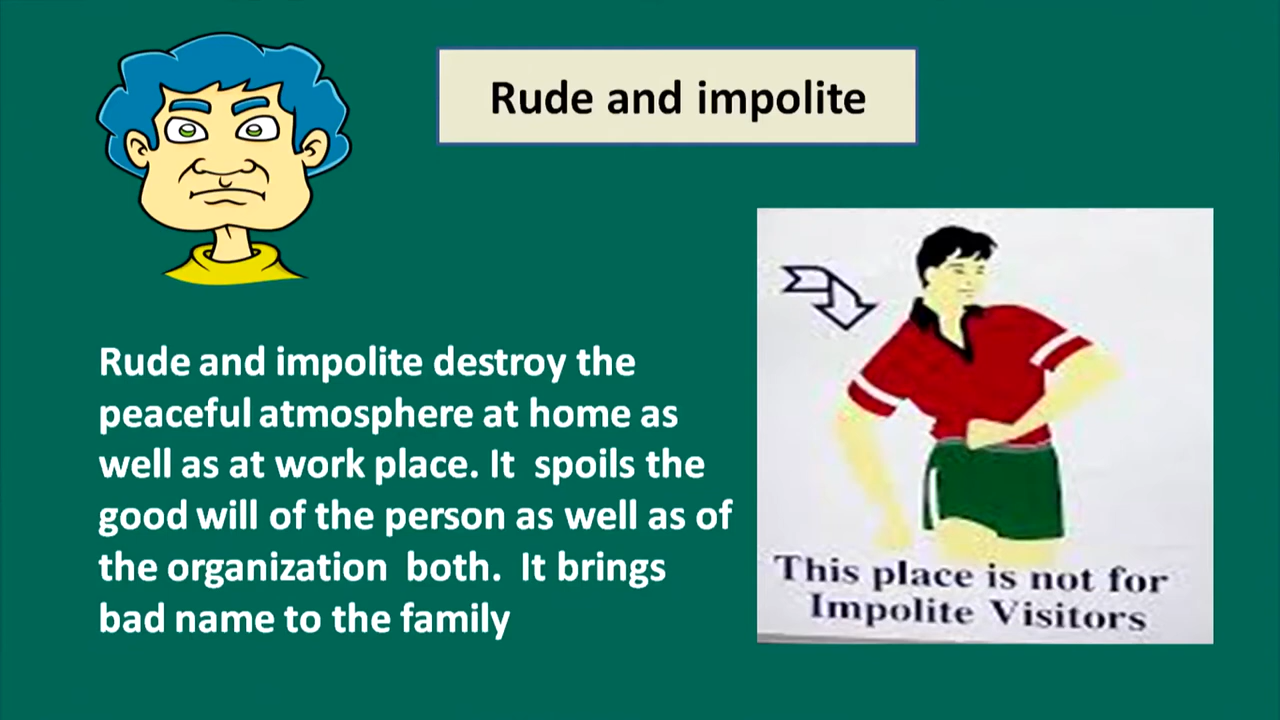 Rude and impolite
Rude and impolite destroy the
peaceful atmosphere at home as
well as at work place. It spoils the
good will of the person as well as of
the organization both. It brings
bad name to the family
This place is not for
Impolite Visitors